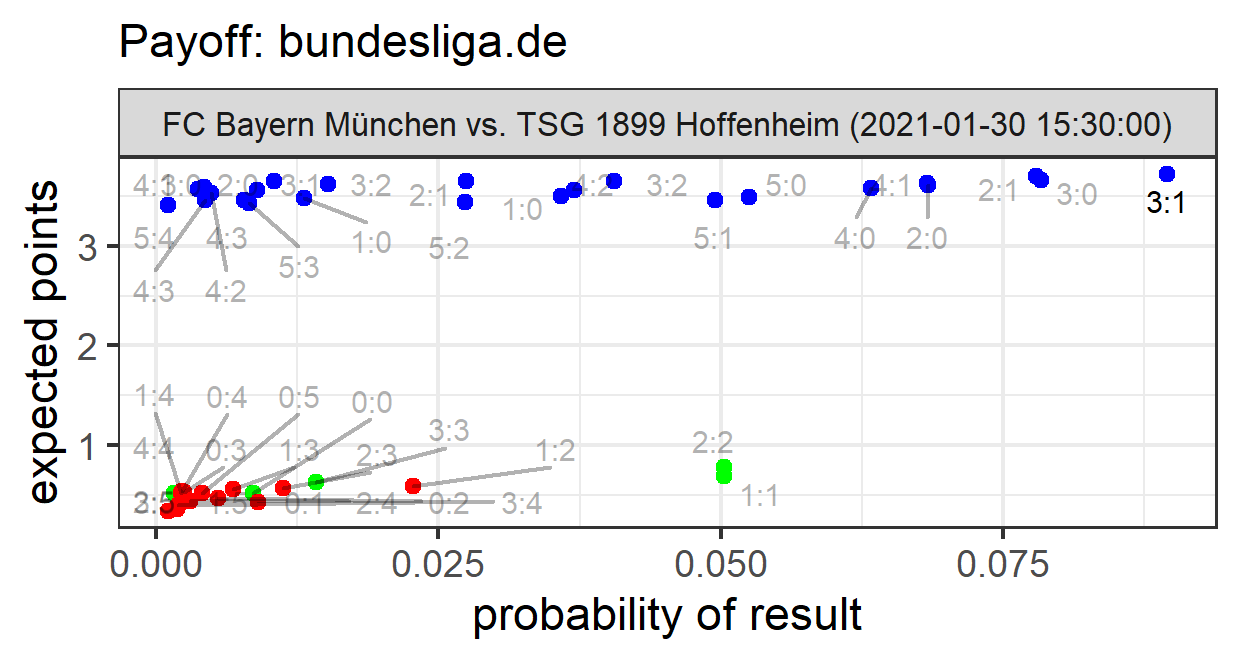 Payoff: bundesliga.de
FC Bayern München vs. TSG 1899 Hoffenheim (2021-01-30 15:30:00)
4:1 3:0 2:0 3:1 3:2 2:1 1:0 4:2 3:2 5:0 4:1 2:1 3:0 3:1
5:4 4:3 1:0 5:2 5:1 4:0 2:0
5:3
4:3 4:2
1:4 0:4 0:5 0:0
3:3
4:4 0:3 1:3 2:3 1:2 2:2
1:5 0:1 2:4 0:2 3:4 1:1
3
2
1
expected points
0.000 0.025 0.050 0.075
probability of result